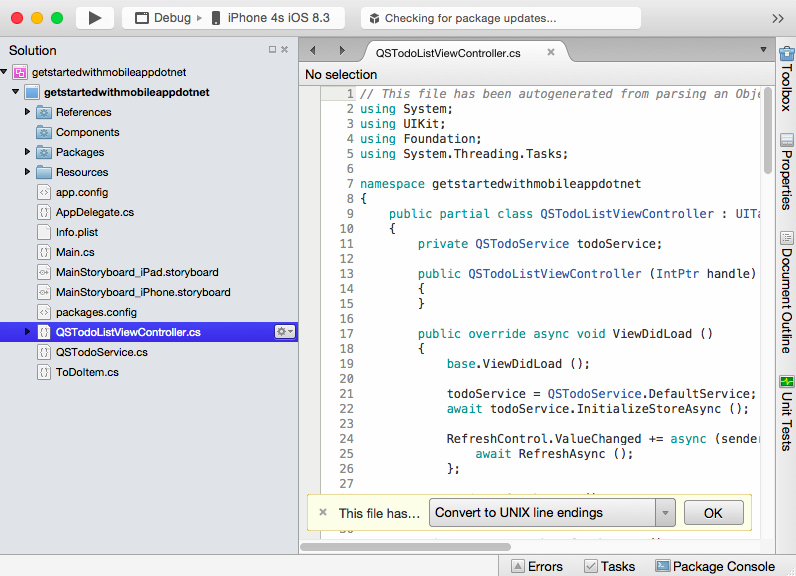 Debug
iPhone 4s iOS 8.3
Checking for package updates...
Solution
getstartedwithmobileappdotnet
getstartedwithmobileappdotnet
References
Components
Packages
Resources
app.config
AppDelegate.cs
Info.plist
Main.cs
MainStoryboard_iPad.storyboard
MainStoryboard_iPhone.storyboard
packages.config
QSTodoListViewController.cs
QSTodoService.cs
ToDoItem.cs
QSTodoListViewController.cs
No selection
1 // This file has been autogenerated from parsing an Obje
2 using System;
3 using UIKit;
4 using Foundation;
5 using System.Threading.Tasks;
6
7 namespace getstartedwithmobileappdotnet
8 {
9 public partial class QSTodoListViewController : UITa
10 {
11 private QSTodoService todoService;
12
13 public QSTodoListViewController (IntPtr handle)
14 {
15 }
16
17 public override async void ViewDidLoad ()
18 {
19 base.ViewDidLoad ();
20
21 todoService = QSTodoService.DefaultService;
22 await todoService.InitializeStoreAsync ();
23
24 RefreshControl.ValueChanged += async (sender
25 await RefreshAsync ();
26 };
27
This file has...
Convert to UNIX line endings
OK
Toolbox
Properties
Document Outline
Unit Tests
Errors
Tasks
Package Console